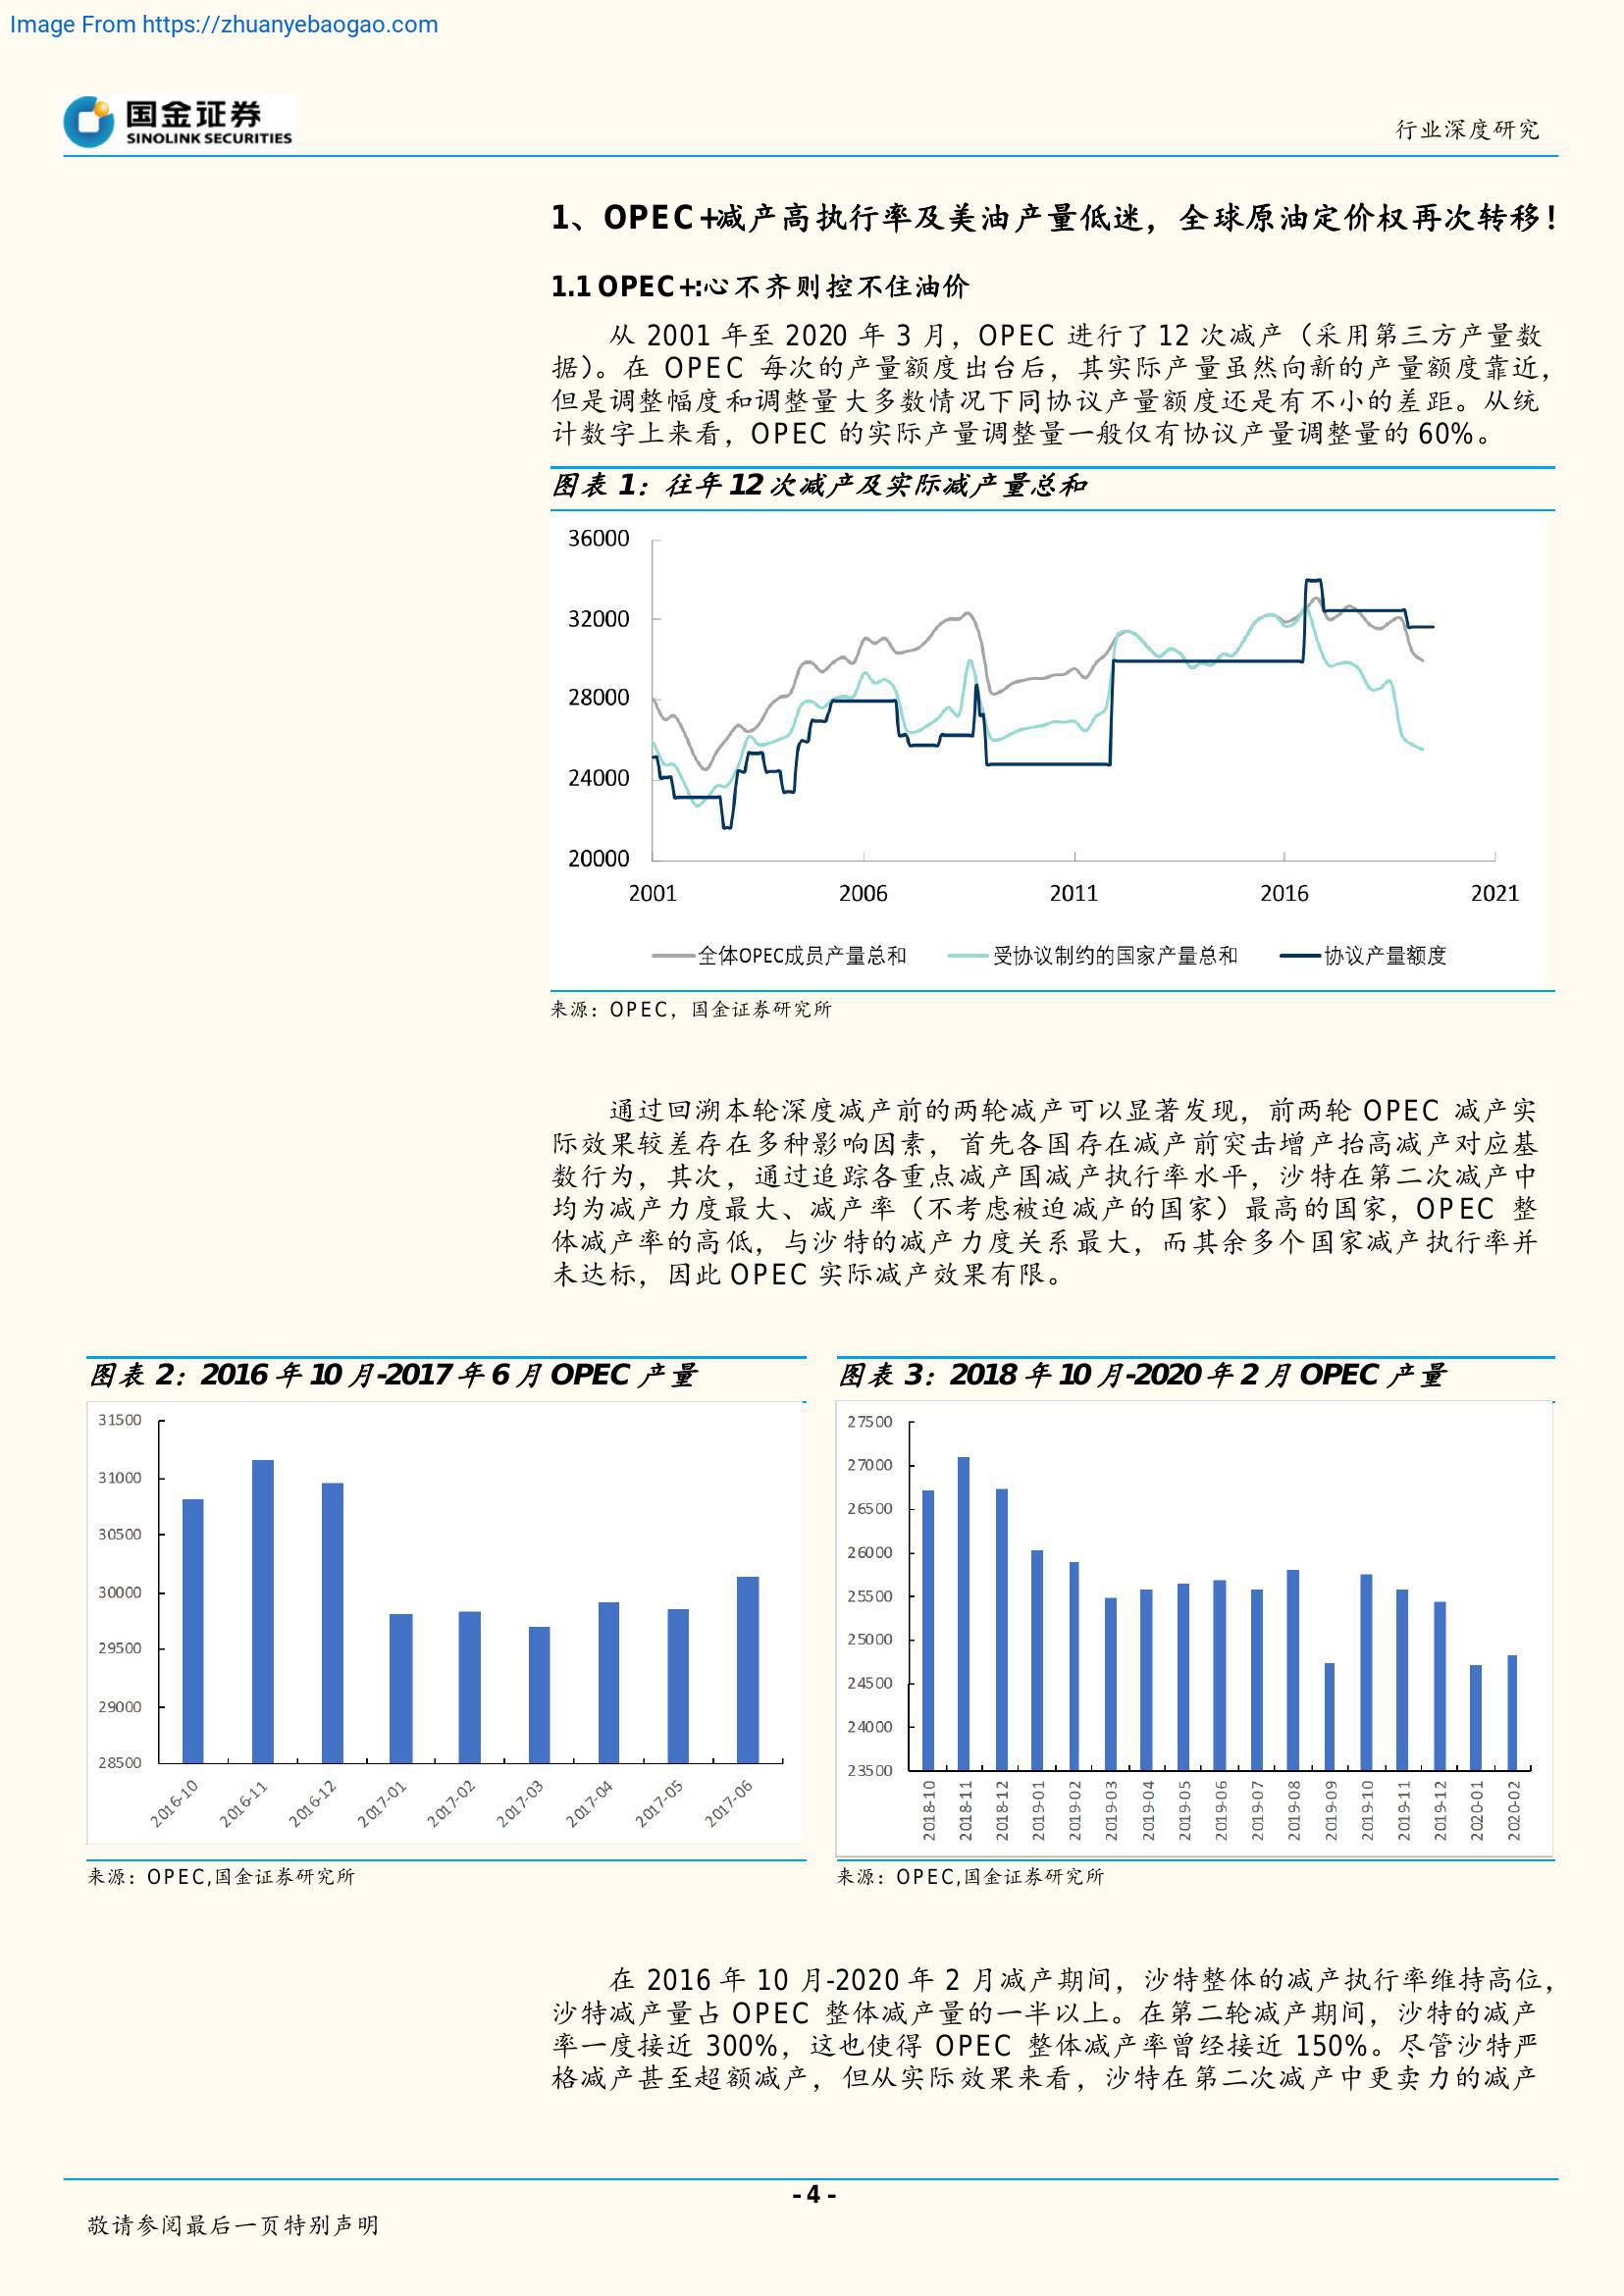 Image From https://zhuanyebaogao.com
国金证券
SINOLINK SECURITIES
行业深度研究
1、OPEC+减产高执行率及美油产量低迷，全球原油定价权再次转移！
1.1 OPEC+:心不齐则控不住油价
从 2001 年至 2020 年 3 月，OPEC 进行了 12 次减产（采用第三方产量数
据）。在 OPEC 每次的产量额度出台后，其实际产量虽然向新的产量额度靠近，
但是调整幅度和调整量大多数情况下同协议产量额度还是有不小的差距。从统
计数字上来看，OPEC 的实际产量调整量一般仅有协议产量调整量的 60%。
图表 1：往年 12 次减产及实际减产量总和
36000
32000
28000
24000
20000
2001 2006 2011 2016 2021
全体OPEC成员产量总和 受协议制约的国家产量总和 协议产量额度
来源：OPEC，国金证券研究所
通过回溯本轮深度减产前的两轮减产可以显著发现，前两轮 OPEC 减产实
际效果较差存在多种影响因素，首先各国存在减产前突击增产抬高减产对应基
数行为，其次，通过追踪各重点减产国减产执行率水平，沙特在第二次减产中
均为减产力度最大、减产率（不考虑被迫减产的国家）最高的国家，OPEC 整
体减产率的高低，与沙特的减产力度关系最大，而其余多个国家减产执行率并
未达标，因此 OPEC 实际减产效果有限。
图表 2：2016 年 10 月-2017 年 6 月 OPEC 产量
31500
31000
30500
30000
29500
29000
28500
2016-10 2016-11 2016-12 2017-01 2017-02 2017-03 2017-04 2017-05 2017-06
来源：OPEC,国金证券研究所
图表 3：2018 年 10 月-2020 年 2 月 OPEC 产量
27500
27000
26500
26000
25500
25000
24500
24000
23500
2018-10 2018-11 2018-12 2019-01 2019-02 2019-03 2019-04 2019-05 2019-06 2019-07 2019-08 2019-09 2019-10 2019-11 2019-12 2020-01 2020-02
来源：OPEC,国金证券研究所
在 2016 年 10 月-2020 年 2 月减产期间，沙特整体的减产执行率维持高位，
沙特减产量占 OPEC 整体减产量的一半以上。在第二轮减产期间，沙特的减产
率一度接近 300%，这也使得 OPEC 整体减产率曾经接近 150%。尽管沙特严
格减产甚至超额减产，但从实际效果来看，沙特在第二次减产中更卖力的减产
- 4 -
敬请参阅最后一页特别声明